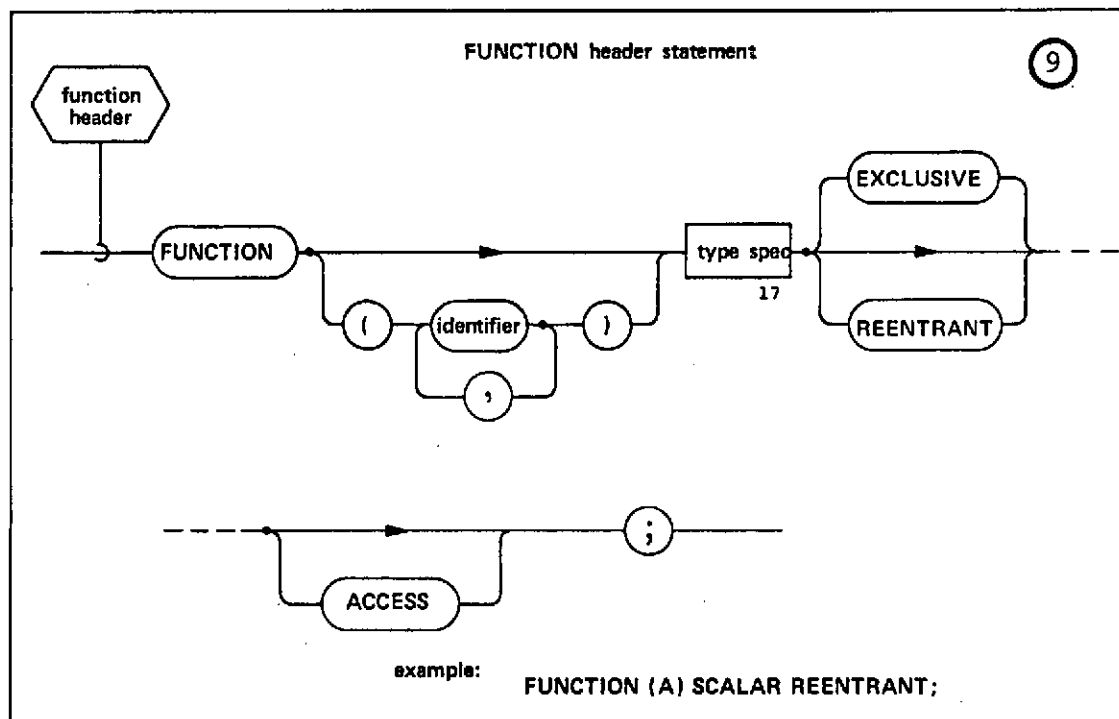 FUNCTION header statement
9
function
header
EXCLUSIVE
FUNCTION
type spec
17
( identifier )
REENTRANT
,
;
ACCESS
example:
FUNCTION (A) SCALAR REENTRANT;